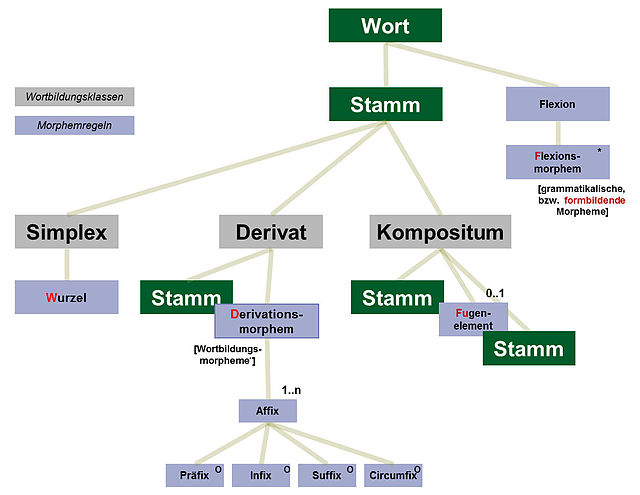 Wort
Wortbildungsklassen
Stamm
Flexion
Morphemregeln
Flexions- *
morphem
[grammatikalische,
bzw. formbildende
Morpheme]
Simplex
Derivat
Kompositum
Wurzel
Stamm
Derivations-
morphem
[Wortbildungs-
morpheme*]
Stamm
0..1
Fugen-
element
Stamm
1..n
Affix
Präfix O
Infix O
Suffix O
Circumfix O